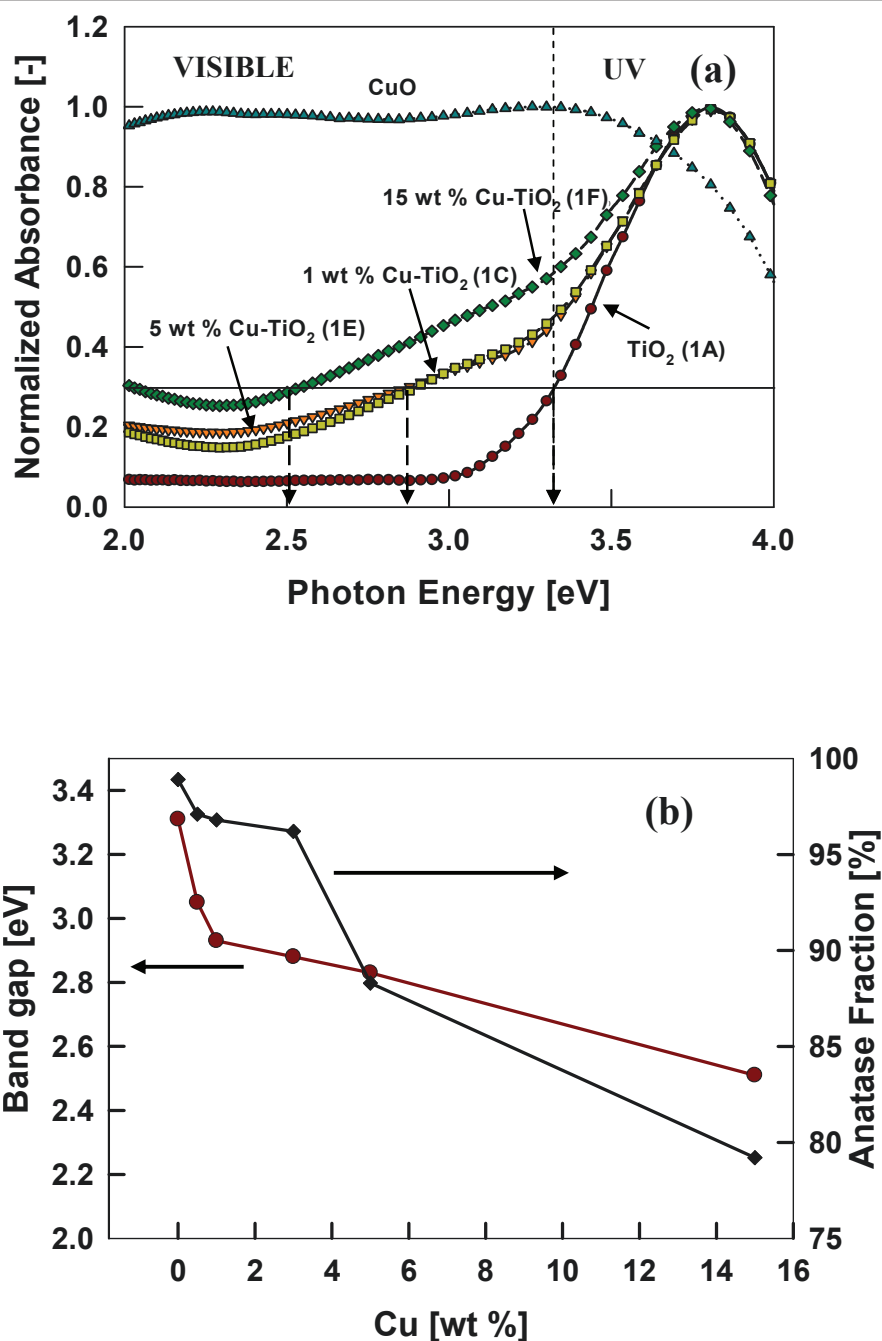 1.2
VISIBLE
UV
(a)
CuO
1.0
0.8
15 wt % Cu-TiO₂ (1F)
0.6
1 wt % Cu-TiO₂ (1C)
5 wt % Cu-TiO₂ (1E)
TiO₂ (1A)
0.4
0.2
0.0
Normalized Absorbance [-]
2.0 2.5 3.0 3.5 4.0
Photon Energy [eV]
(b)
3.4
3.2
3.0
2.8
2.6
2.4
2.2
2.0
Band gap [eV]
100
95
90
85
80
75
Anatase Fraction [%]
0 2 4 6 8 10 12 14 16
Cu [wt %]